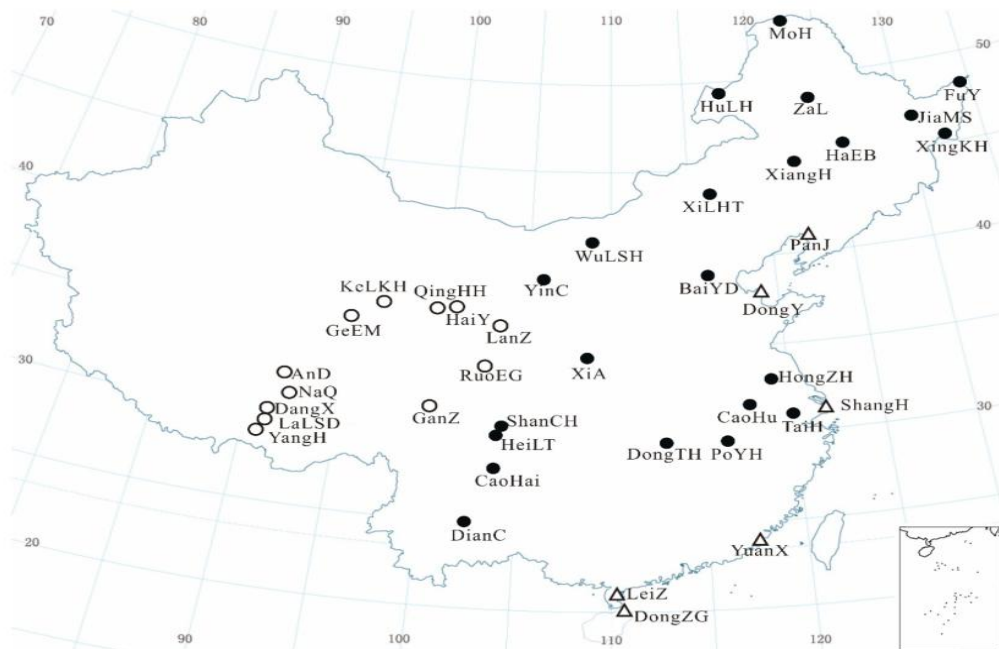 70
80
90
100
110
120
130
MoH
50
HuLH
ZaL
FuY
JiaMS
XingKH
HaEB
XiangH
40
XiLHT
40
PanJ
WuLSH
YinC
BaiYD
DongY
KeLKH
QingHH
GeEM
HaiY
LanZ
30
AnD
RuoEG
XiA
HongZH
NaQ
DangX
GanZ
CaoHu
ShangH
30
LaLSD
TaiH
YangH
ShanCH
HeiLT
DongTH
PoYH
CaoHai
20
DianC
YuanX
LeiZ
DongZG
90
100
110
120